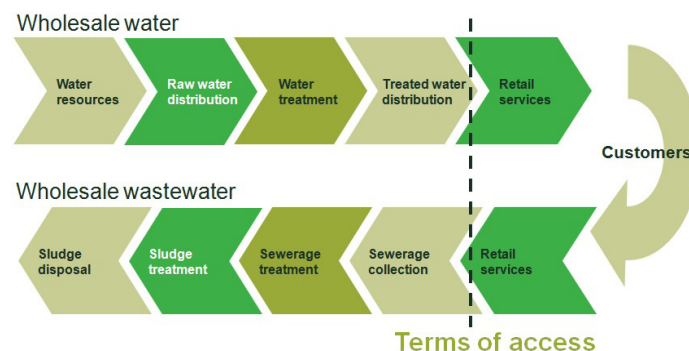 Wholesale water
Water
resources
Raw water
distribution
Water
treatment
Treated water
distribution
Retail
services
Customers
Wholesale wastewater
Sludge
disposal
Sludge
treatment
Sewerage
treatment
Sewerage
collection
Retail
services
Terms of access